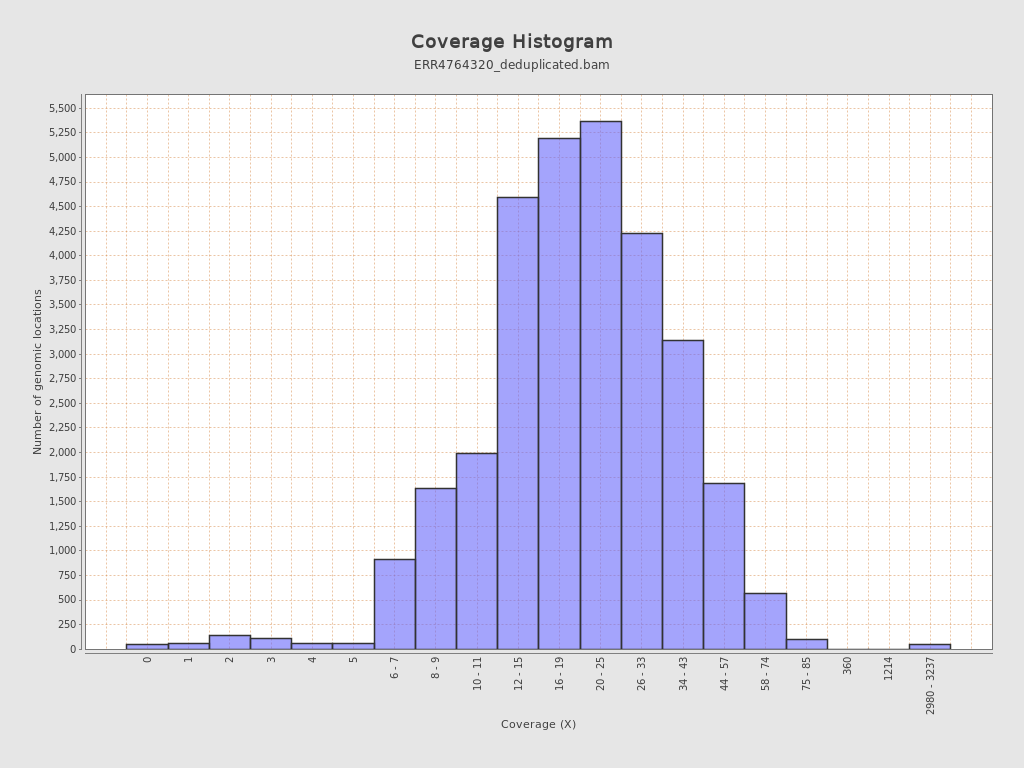 Coverage Histogram
ERR4764320_deduplicated.bam
Number of genomic locations
5,500
5,250
5,000
4,750
4,500
4,250
4,000
3,750
3,500
3,250
3,000
2,750
2,500
2,250
2,000
1,750
1,500
1,250
1,000
750
500
250
0
0
1
2
3
4
5
6 - 7
8 - 9
10 - 11
12 - 15
16 - 19
20 - 25
26 - 33
34 - 43
44 - 57
58 - 74
75 - 85
360
1214
2980 - 3237
Coverage (X)